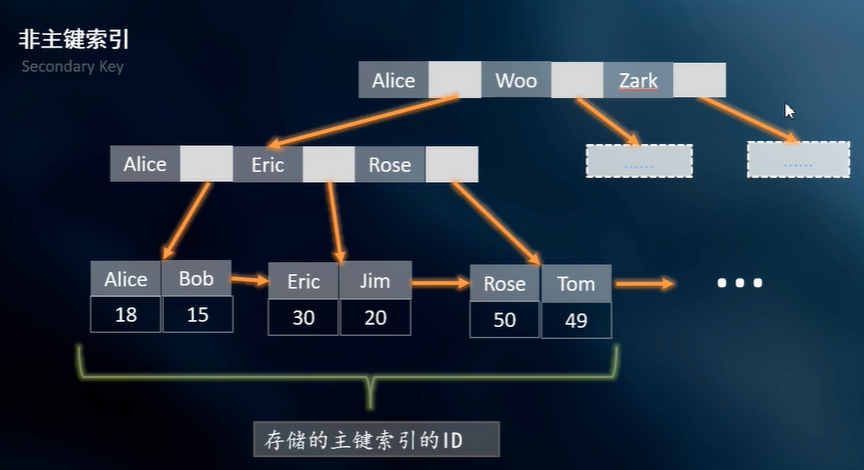 非主键索引
Secondary Key
Alice Woo Zark
Alice Eric Rose
...... ......
Alice Bob Eric Jim Rose Tom
18 15 30 20 50 49
...
存储的主键索引的ID